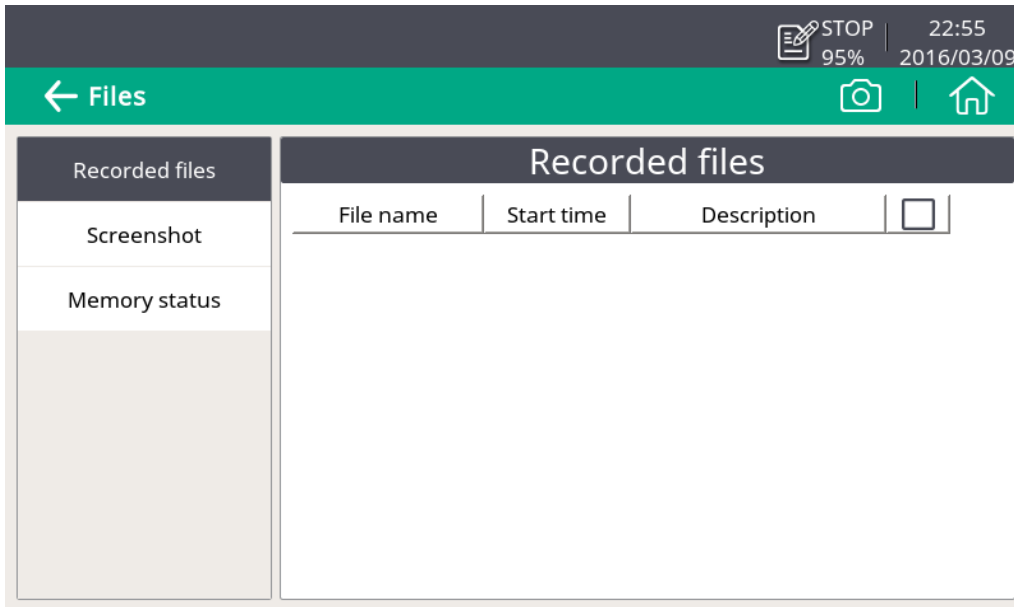 STOP 22:55
95% 2016/03/09
Files
Recorded files
Screenshot
Memory status
Recorded files
File name Start time Description